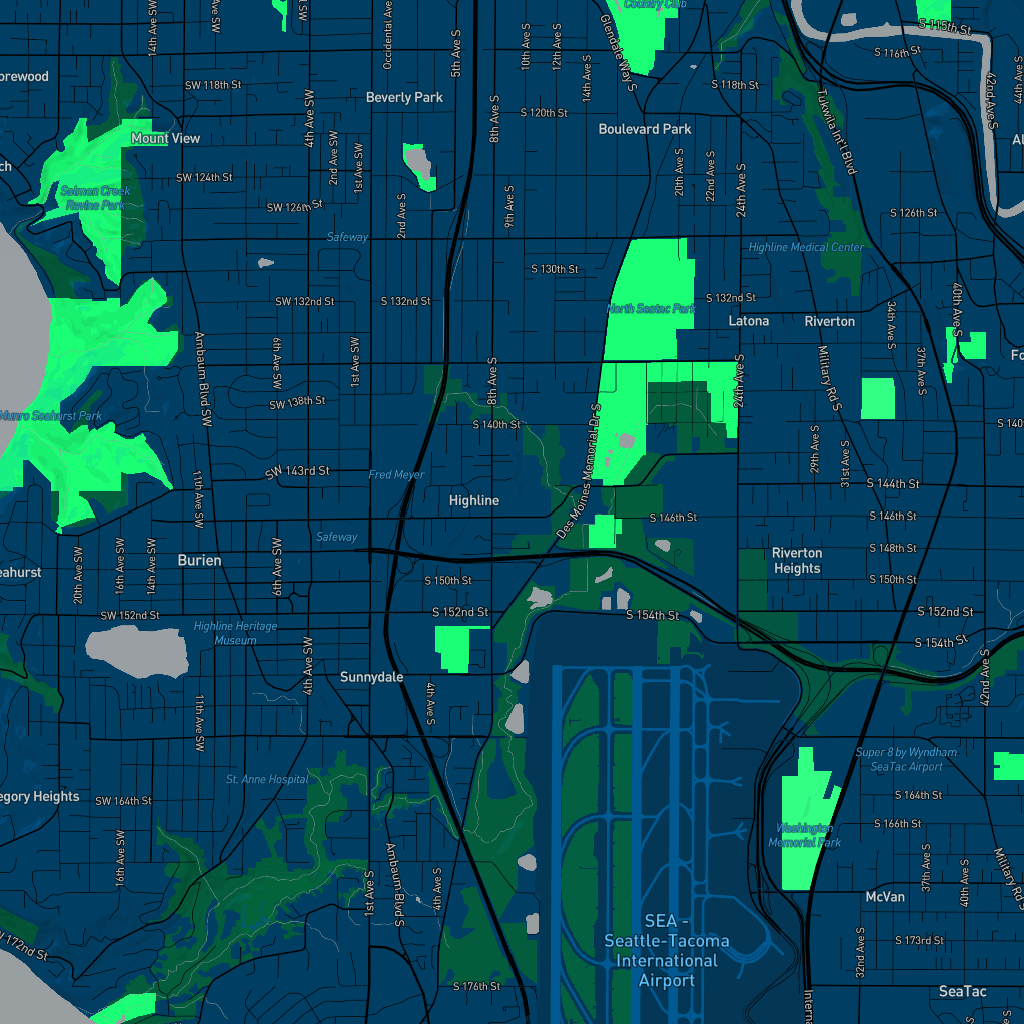 Country Club
S 115th St
S 116th St
14th Ave SW
Occidental Ave
5th Ave S
10th Ave S
12th Ave S
14th Ave S
Glendale Way S
42nd Ave S
SW 118th St
S 118th St
Beverly Park
4th Ave SW
8th Ave S
S 120th St
Boulevard Park
Tukwila Int'l Blvd
Mount View
2nd Ave SW
1st Ave SW
20th Ave S
22nd Ave S
24th Ave S
SW 124th St
Salmon Creek
Ravine Park
2nd Ave S
9th Ave S
SW 126th St
S 126th St
Safeway
Highline Medical Center
S 130th St
SW 132nd St
S 132nd St
S 132nd St
North Seatac Park
Latona
Riverton
34th Ave S
40th Ave S
37th Ave S
Ambaum Blvd SW
6th Ave SW
1st Ave SW
8th Ave S
24th Ave S
Military Rd S
SW 138th St
Munro Seahurst Park
S 140th St
Des Moines Memorial Dr S
29th Ave S
31st Ave S
SW 143rd St
Fred Meyer
S 144th St
11th Ave SW
Highline
S 146th St
S 146th St
Safeway
20th Ave SW
16th Ave SW
14th Ave SW
Burien
6th Ave SW
S 148th St
Riverton
Heights
S 150th St
S 150th St
SW 152nd St
S 152nd St
S 152nd St
S 154th St
S 154th St
Highline Heritage
Museum
4th Ave SW
Sunnydale
4th Ave S
11th Ave SW
42nd Ave S
Super 8 by Wyndham
SeaTac Airport
St. Anne Hospital
SW 164th St
S 164th St
16th Ave SW
S 166th St
Washington
Memorial Park
Ambaum Blvd S
1st Ave S
4th Ave S
37th Ave S
40th Ave S
Military Rd S
McVan
SEA -
Seattle-Tacoma
International
Airport
32nd Ave S
S 173rd St
S 176th St
SeaTac